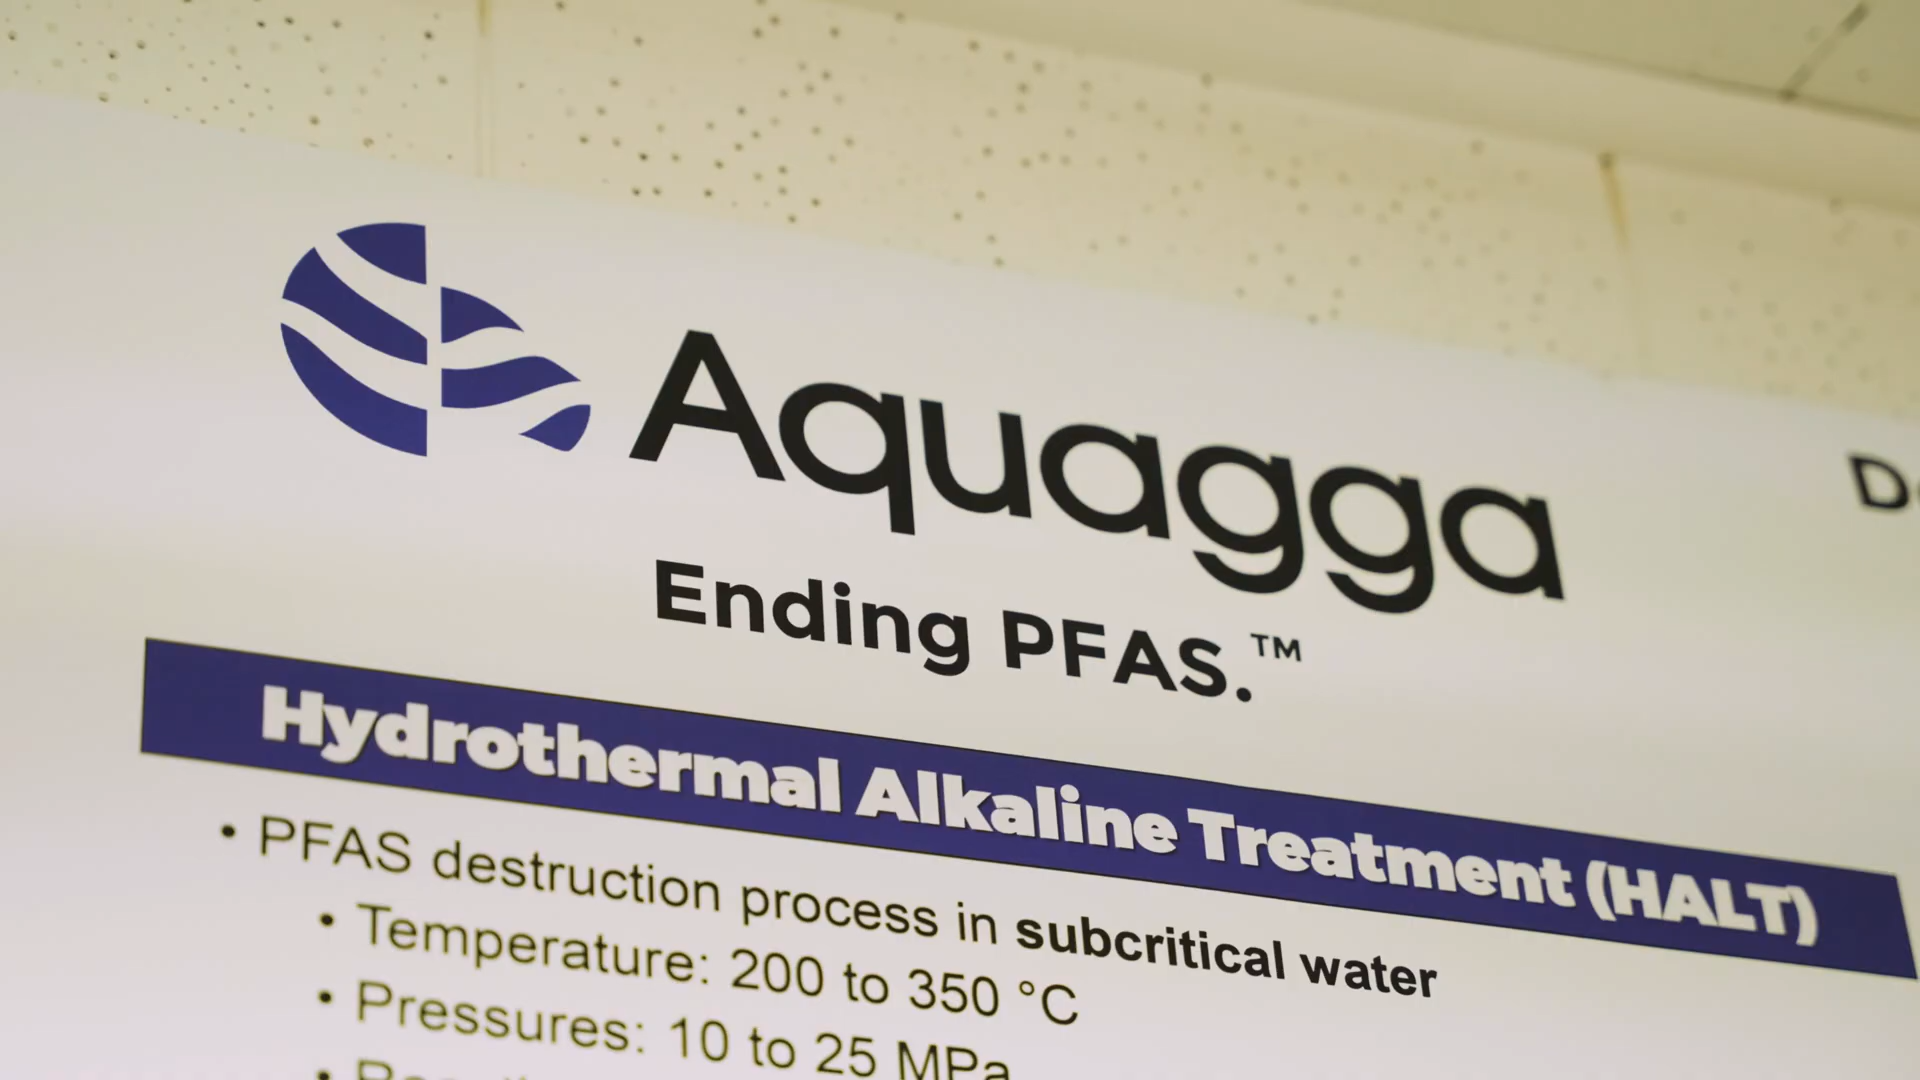 Aquagga
Ending PFAS.™
Hydrothermal Alkaline Treatment (HALT)
• PFAS destruction process in subcritical water
• Temperature: 200 to 350 °C
• Pressures: 10 to 25 MPa